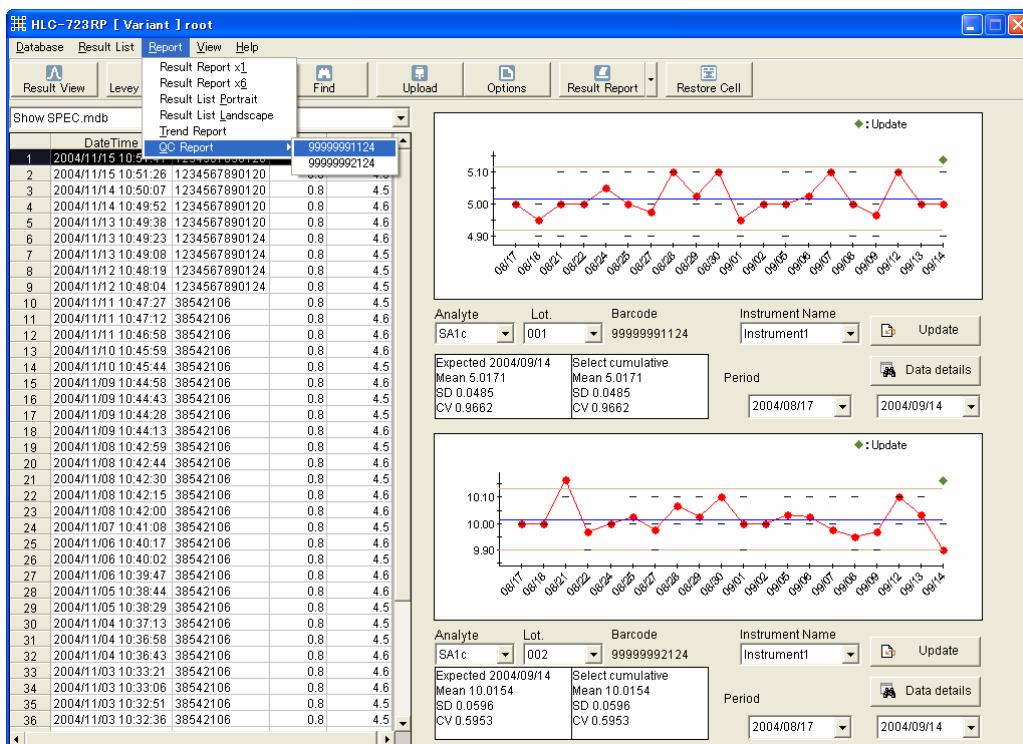 HLC-723RP [ Variant ] root
Database Result List Report View Help
Result View Levey Find Upload Options Result Report Restore Cell
Result Report x1
Result Report x6
Result List Portrait
Result List Landscape
Trend Report
QC Report
99999991124
99999992124
Show SPEC.mdb
DateTime
1 2004/11/15 10:51:41 1234567890120
2 2004/11/15 10:51:26 1234567890120 0.8 4.5
3 2004/11/14 10:50:07 1234567890120 0.8 4.5
4 2004/11/14 10:49:52 1234567890120 0.8 4.6
5 2004/11/13 10:49:38 1234567890120 0.8 4.6
6 2004/11/13 10:49:23 1234567890124 0.8 4.6
7 2004/11/13 10:49:08 1234567890124 0.8 4.5
8 2004/11/12 10:48:19 1234567890124 0.8 4.5
9 2004/11/12 10:48:04 1234567890124 0.8 4.5
10 2004/11/11 10:47:27 38542106 0.8 4.5
11 2004/11/11 10:47:12 38542106 0.8 4.6
12 2004/11/11 10:46:58 38542106 0.8 4.6
13 2004/11/10 10:45:59 38542106 0.8 4.6
14 2004/11/10 10:45:44 38542106 0.8 4.5
15 2004/11/09 10:44:58 38542106 0.8 4.6
16 2004/11/09 10:44:43 38542106 0.8 4.5
17 2004/11/09 10:44:28 38542106 0.8 4.5
18 2004/11/09 10:44:13 38542106 0.8 4.6
19 2004/11/08 10:42:59 38542106 0.8 4.6
20 2004/11/08 10:42:44 38542106 0.8 4.6
21 2004/11/08 10:42:30 38542106 0.8 4.5
22 2004/11/08 10:42:15 38542106 0.8 4.6
23 2004/11/08 10:42:00 38542106 0.8 4.6
24 2004/11/07 10:41:08 38542106 0.8 4.5
25 2004/11/06 10:40:17 38542106 0.8 4.6
26 2004/11/06 10:40:02 38542106 0.8 4.5
27 2004/11/06 10:39:47 38542106 0.8 4.6
28 2004/11/05 10:38:44 38542106 0.8 4.6
29 2004/11/05 10:38:29 38542106 0.8 4.5
30 2004/11/04 10:37:13 38542106 0.8 4.5
31 2004/11/04 10:36:58 38542106 0.8 4.5
32 2004/11/04 10:36:43 38542106 0.8 4.6
33 2004/11/03 10:33:21 38542106 0.8 4.6
34 2004/11/03 10:33:06 38542106 0.8 4.6
35 2004/11/03 10:32:51 38542106 0.8 4.5
36 2004/11/03 10:32:36 38542106 0.8 4.5
◆: Update
5.10
5.00
4.90
08/17 08/18 08/21 08/22 08/24 08/25 08/27 08/28 08/28 08/30 09/01 09/02 09/05 09/06 09/07 09/08 09/09 09/12 09/13 09/14
Analyte Lot. Barcode Instrument Name
SA1c 001 99999991124 Instrument1 Update
Expected 2004/09/14 Select cumulative
Mean 5.0171 Mean 5.0171
SD 0.0485 SD 0.0485
CV 0.9662 CV 0.9662
Data details
Period
2004/08/17 2004/09/14
◆: Update
10.10
10.00
9.90
08/17 08/18 08/21 08/22 08/24 08/25 08/27 08/28 08/29 08/30 09/01 09/02 09/05 09/06 09/07 09/08 09/09 09/12 09/13 09/14
Analyte Lot. Barcode Instrument Name
SA1c 002 99999992124 Instrument1 Update
Expected 2004/09/14 Select cumulative
Mean 10.0154 Mean 10.0154
SD 0.0596 SD 0.0596
CV 0.5953 CV 0.5953
Data details
Period
2004/08/17 2004/09/14